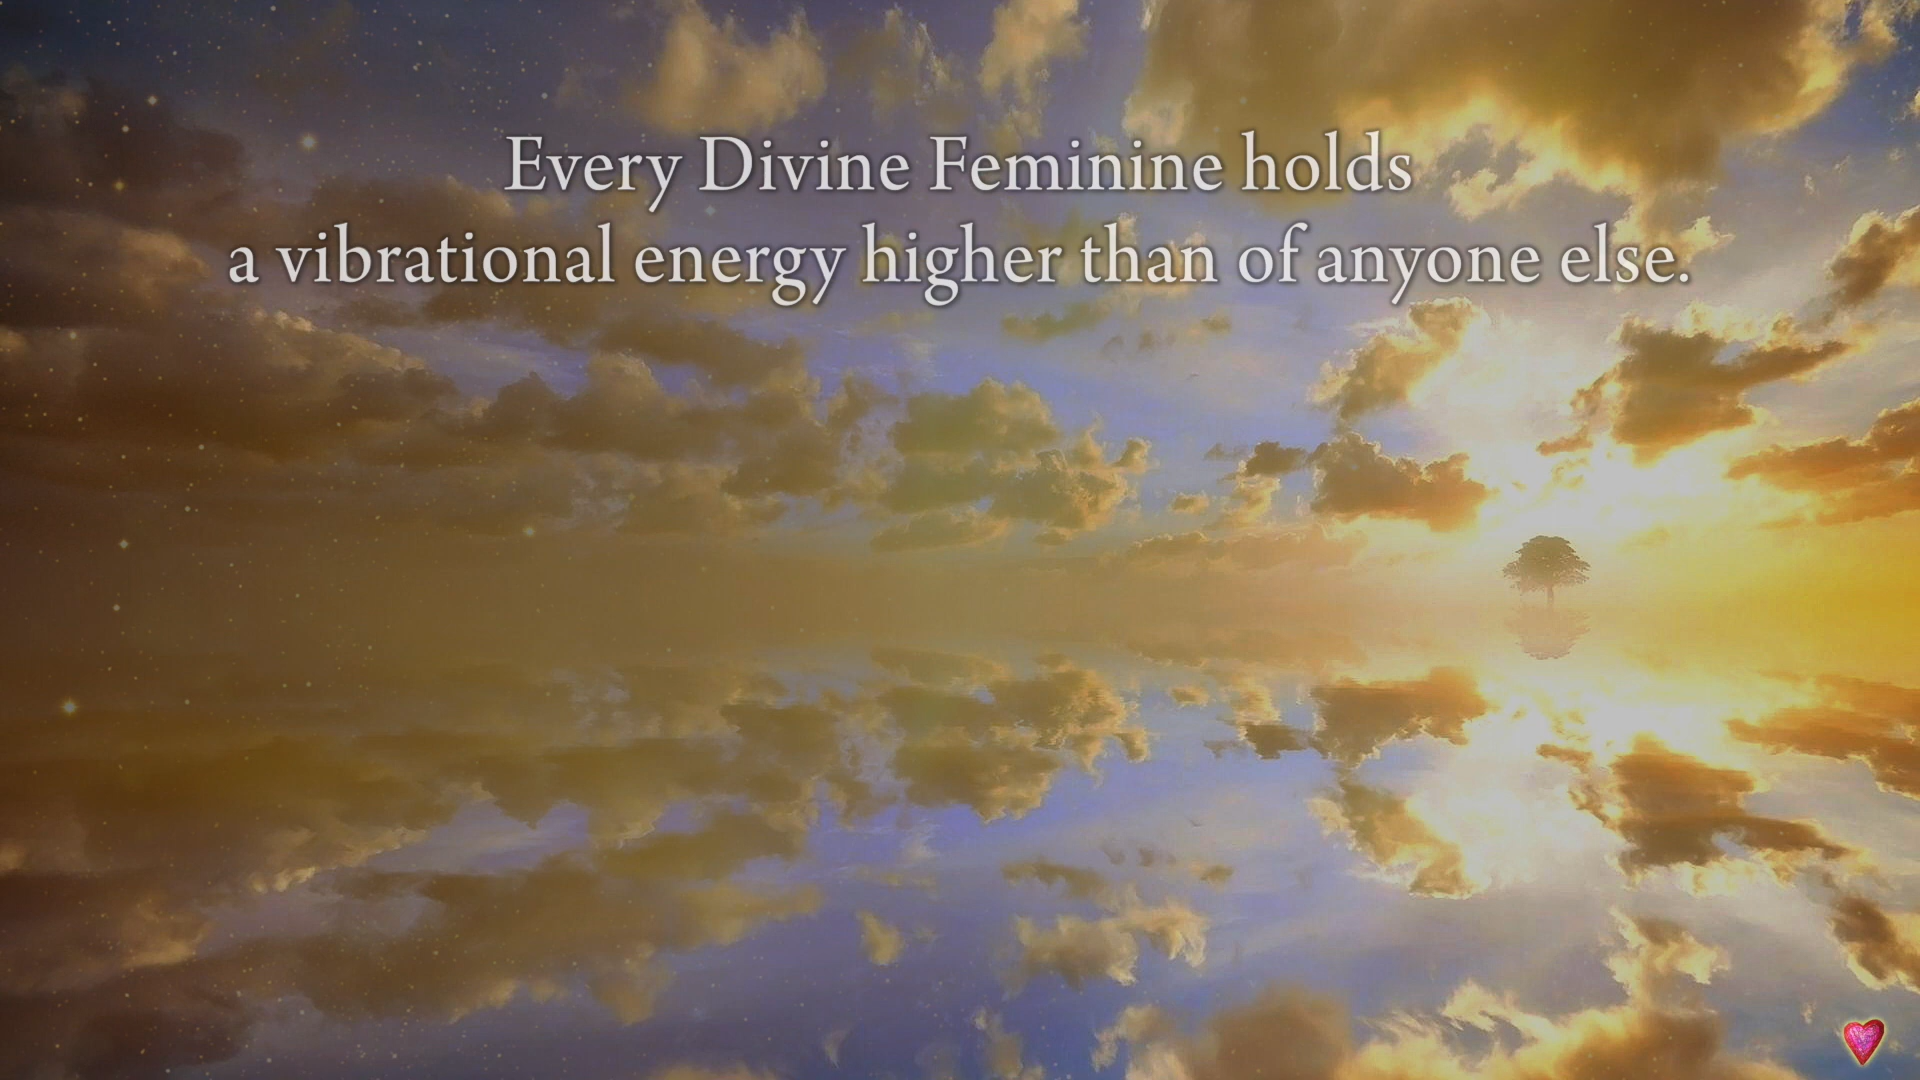 Every Divine Feminine holds
a vibrational energy higher than of anyone else.